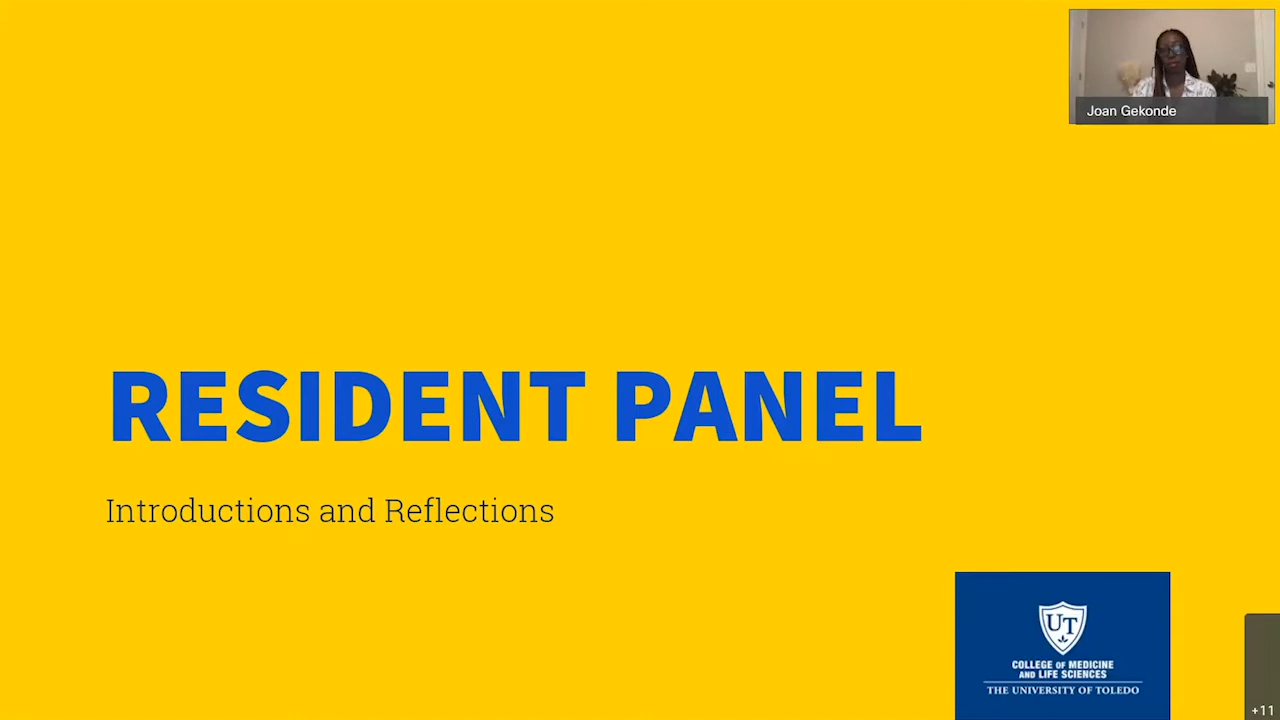 Joan Gekonde
RESIDENT PANEL
Introductions and Reflections
UT
COLLEGE OF MEDICINE
AND LIFE SCIENCES
THE UNIVERSITY OF TOLEDO
+11